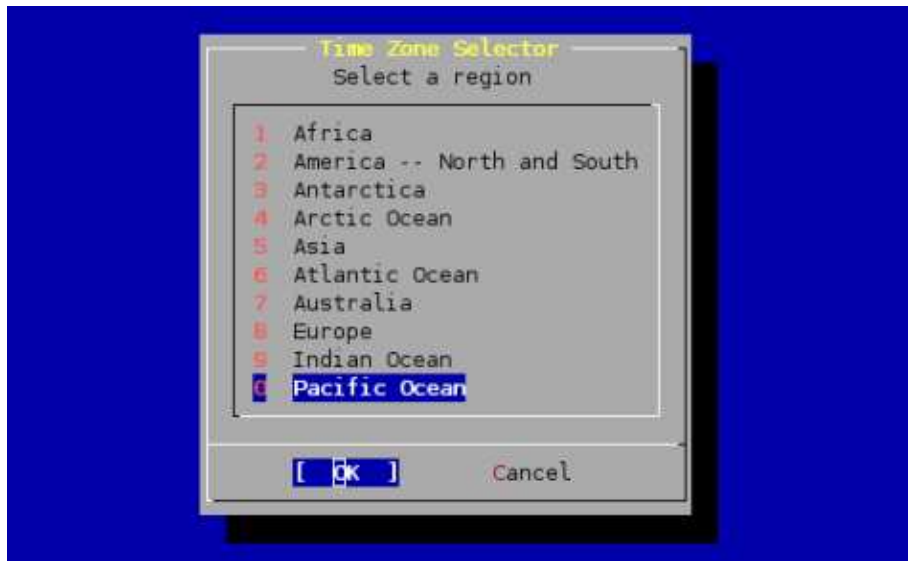 Time Zone Selector
Select a region
1 Africa
2 America -- North and South
3 Antarctica
4 Arctic Ocean
5 Asia
6 Atlantic Ocean
7 Australia
8 Europe
9 Indian Ocean
0 Pacific Ocean
[ OK ] Cancel